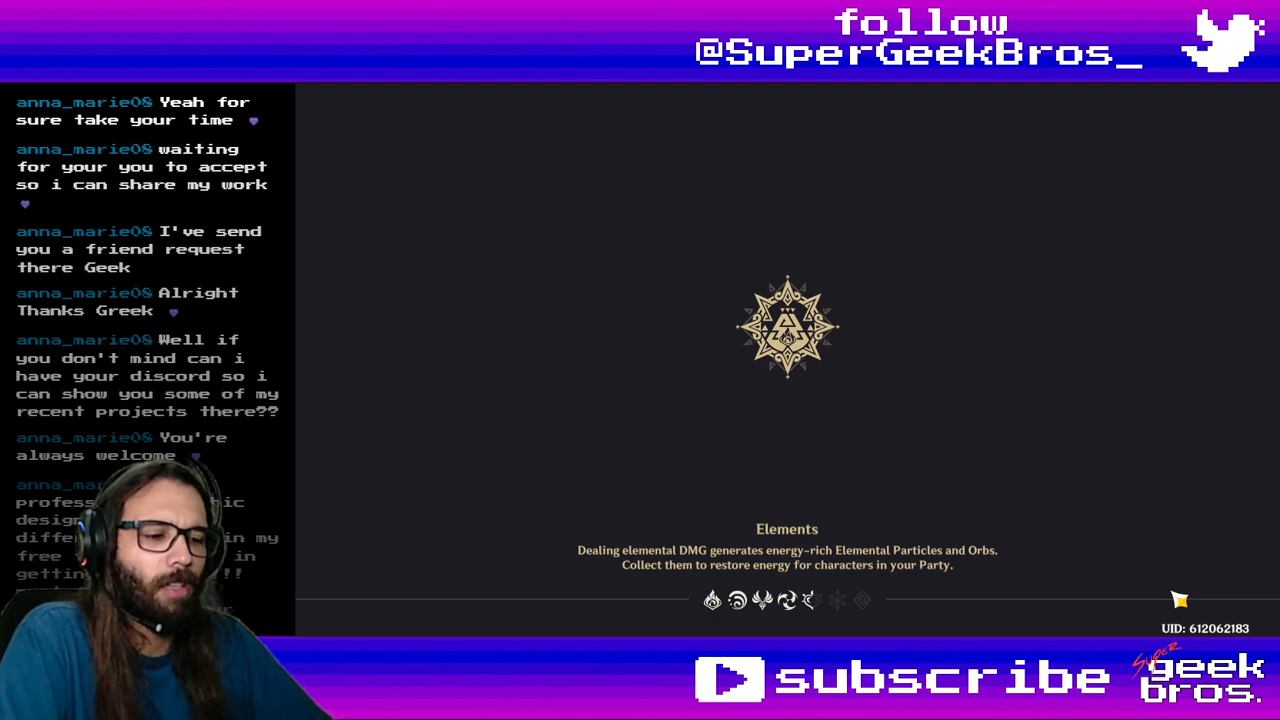 follow
@SuperGeekBros_
anna_marie08 Yeah for
sure take your time
anna_marie08 waiting
for your you to accept
so i can share my work
anna_marie08 I've send
you a friend request
there Geek
anna_marie08 Alright
Thanks Greek
anna_marie08 Well if
you don't mind can i
have your discord so i
can show you some of my
recent projects there??
anna_marie08 You're
always welcome
in my
free
in
Elements
Dealing elemental DMG generates energy-rich Elemental Particles and Orbs.
Collect them to restore energy for characters in your Party.
UID: 612062183
subscribe
Super
geek
bros.